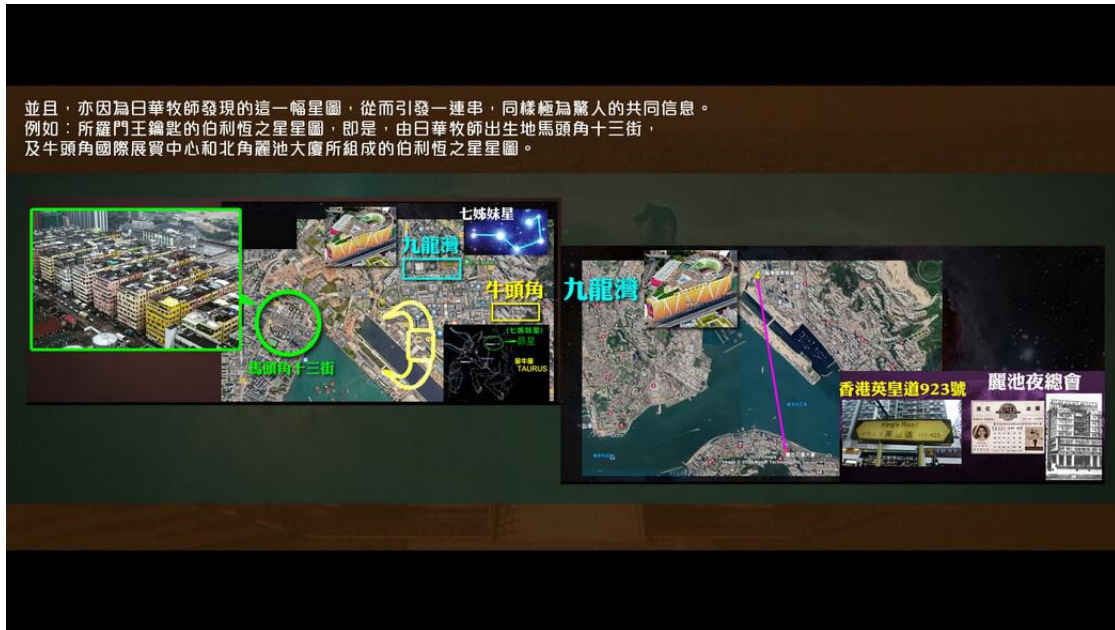 並且，亦因為日華牧師發現的這一幅星圖，從而引發一連串，同樣極為驚人的共同信息。
例如：所羅門王鑰匙的伯利恆之星星圖，即是，由日華牧師出生地馬頭角十三街，
及牛頭角國際展貿中心和北角麗池大廈所組成的伯利恆之星星圖。
七姊妹星
九龍灣
牛頭角
(七姊妹星)
昴星
金牛座
TAURUS
馬頭角十三街
九龍灣
香港英皇道923號
麗池夜總會
King's Road
英皇道